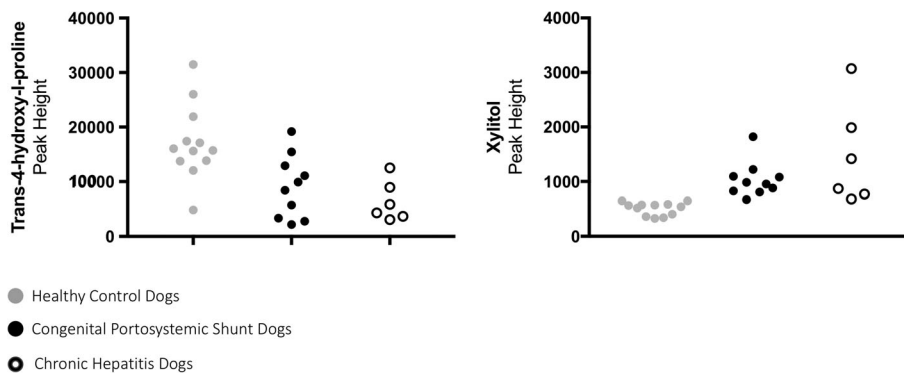 Trans-4-hydroxy-l-proline
Peak Height
40000
30000
20000
10000
0
Xylitol
Peak Height
4000
3000
2000
1000
0
Healthy Control Dogs
Congenital Portosystemic Shunt Dogs
Chronic Hepatitis Dogs